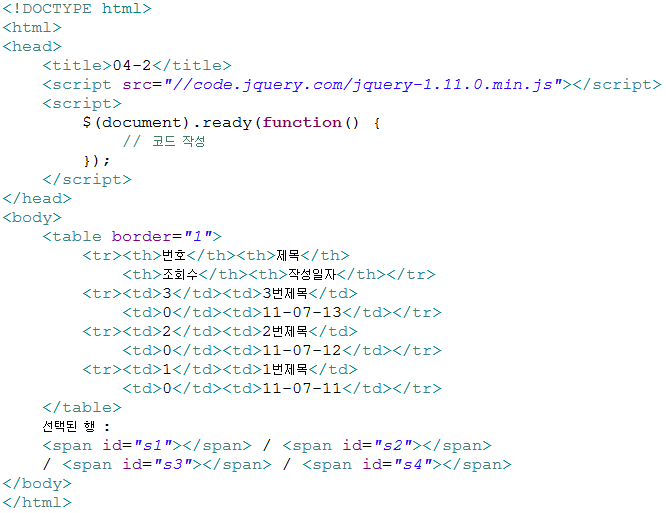 <!DOCTYPE html>
<html>
<head>
    <title>04-2</title>
    <script src="//code.jquery.com/jquery-1.11.0.min.js"></script>
    <script>
        $(document).ready(function() {
            // 코드 작성
        });
    </script>
</head>
<body>
    <table border="1">
        <tr><th>번호</th><th>제목</th>
            <th>조회수</th><th>작성일자</th></tr>
        <tr><td>3</td><td>3번제목</td>
            <td>0</td><td>11-07-13</td></tr>
        <tr><td>2</td><td>2번제목</td>
            <td>0</td><td>11-07-12</td></tr>
        <tr><td>1</td><td>1번제목</td>
            <td>0</td><td>11-07-11</td></tr>
    </table>
    선택된 행 :
    <span id="s1"></span> / <span id="s2"></span>
    / <span id="s3"></span> / <span id="s4"></span>
</body>
</html>